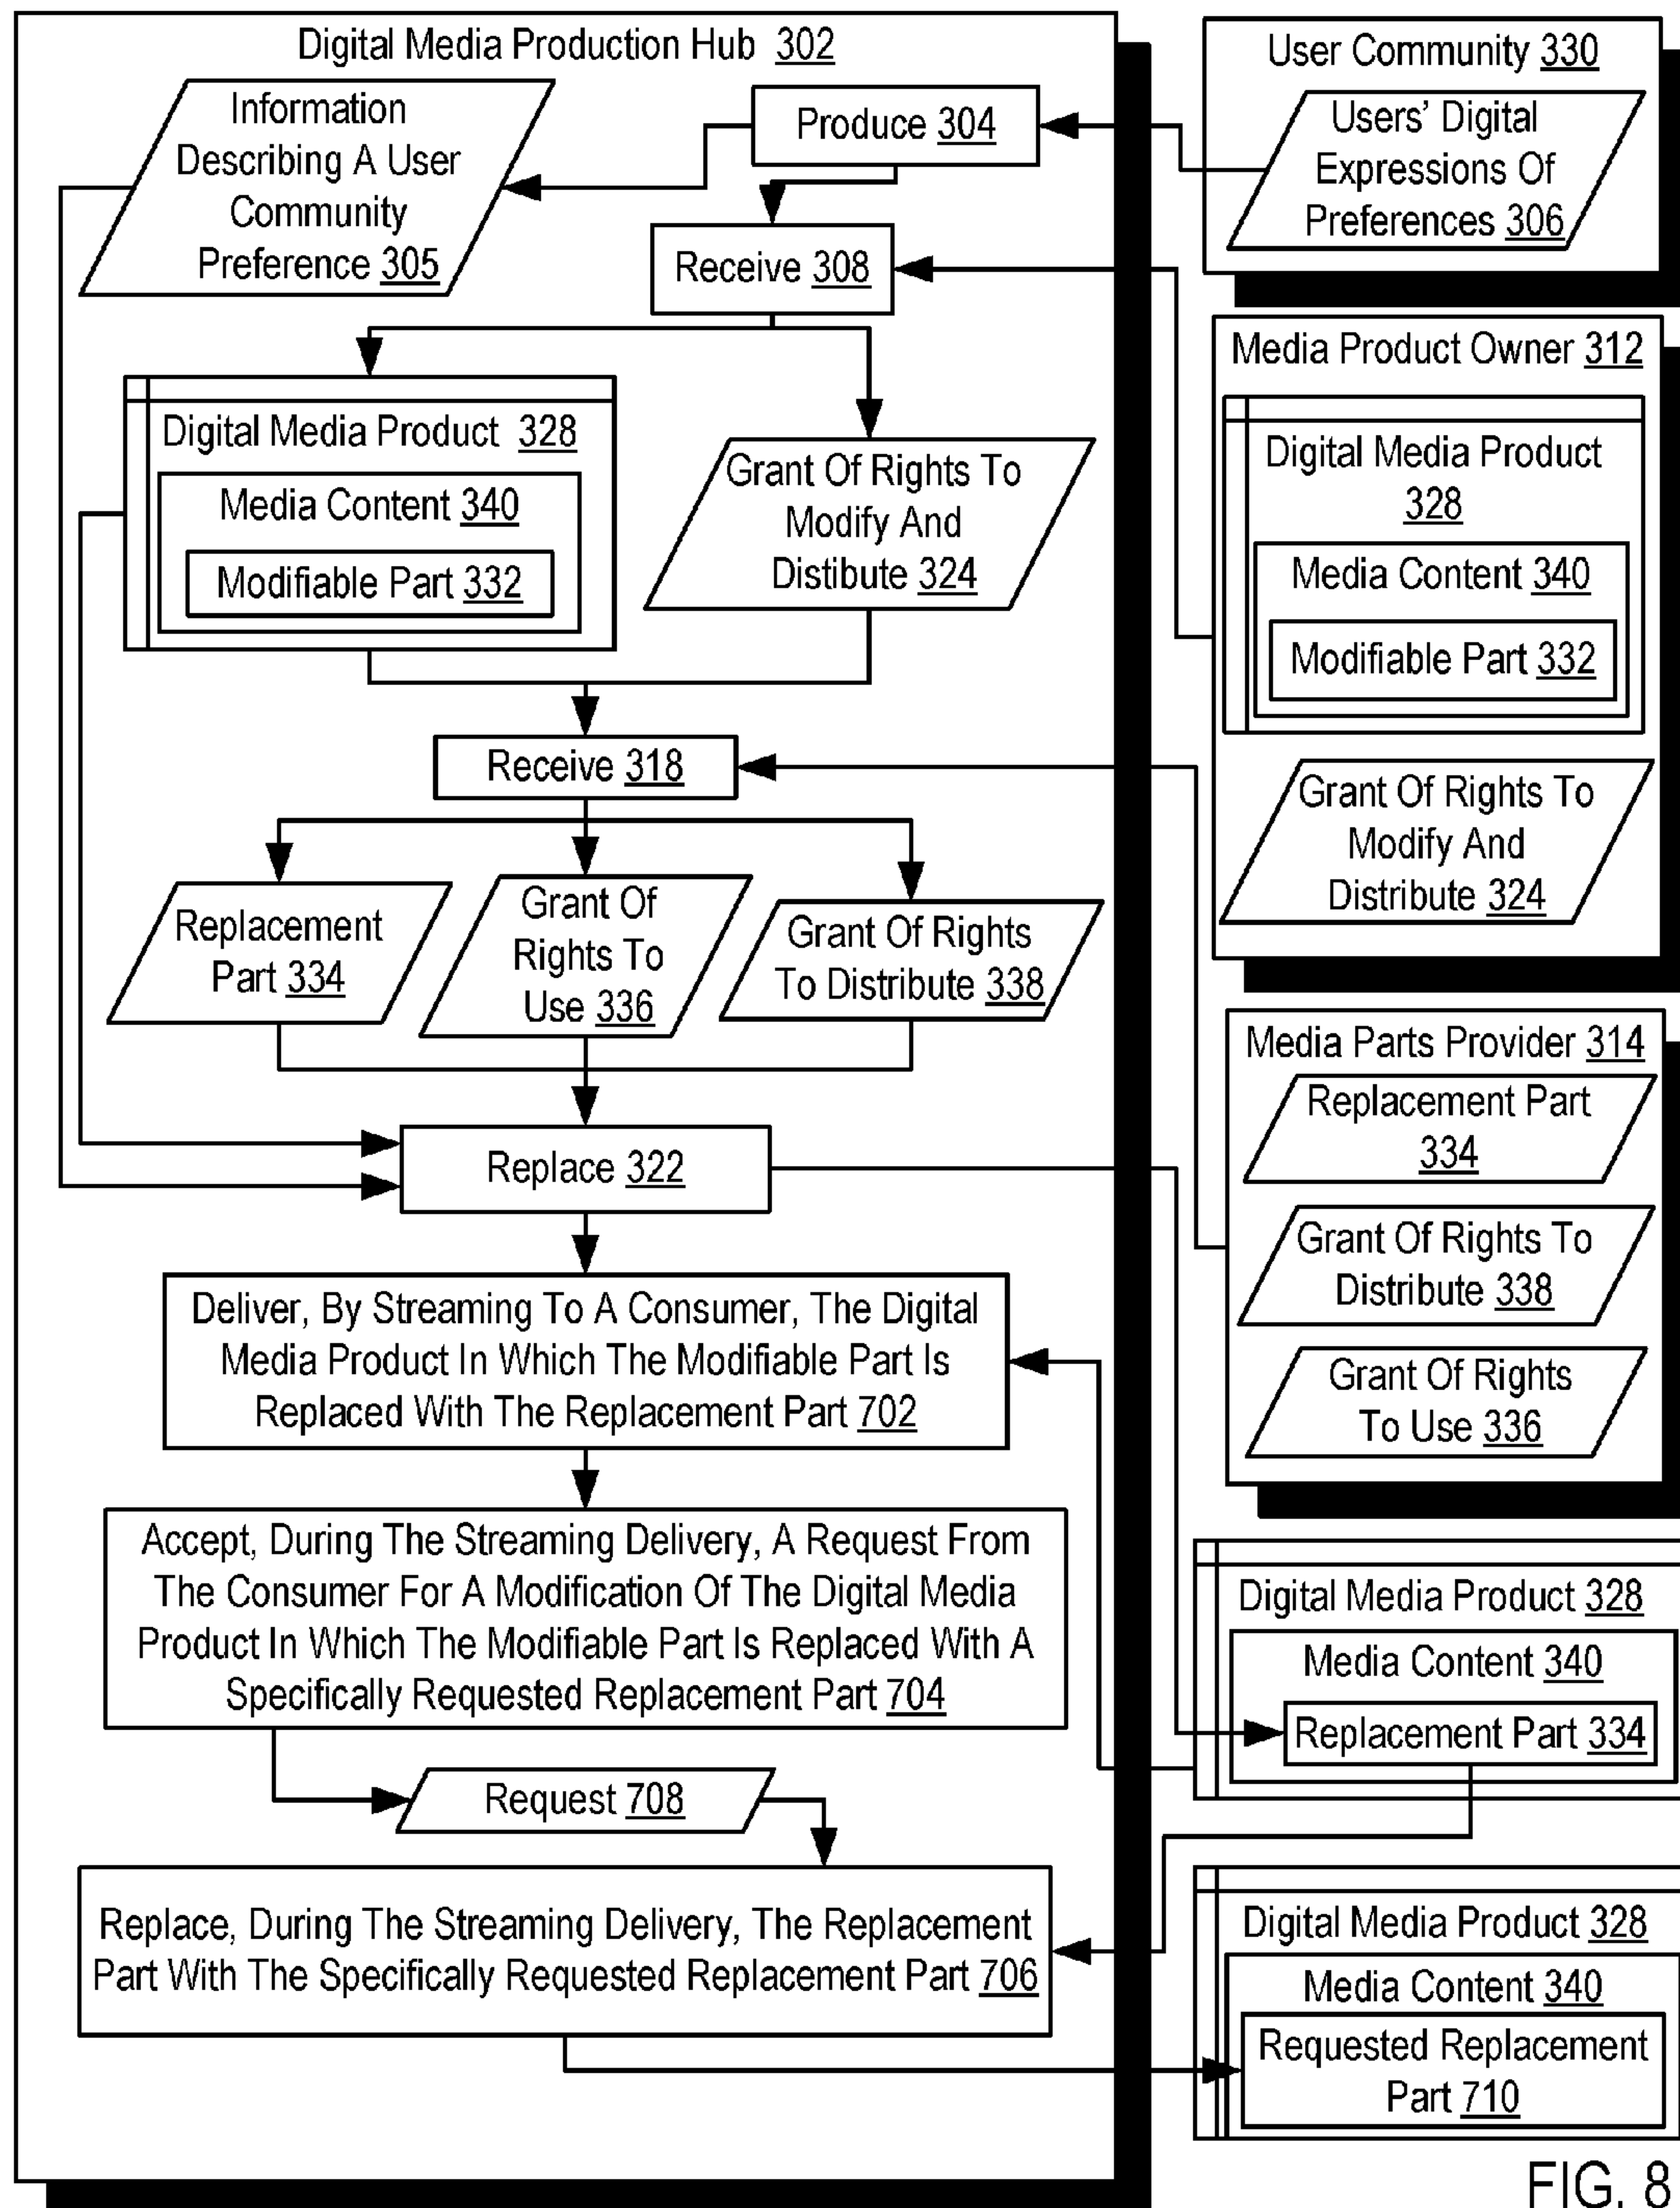 Digital Media Production Hub 302
Information
Describing A User
Community
Preference 305
Produce 304
Receive 308
Digital Media Product 328
Media Content 340
Modifiable Part 332
Grant Of Rights To
Modify And
Distibute 324
Receive 318
Replacement
Part 334
Grant Of
Rights To
Use 336
Grant Of Rights
To Distribute 338
Replace 322
Deliver, By Streaming To A Consumer, The Digital
Media Product In Which The Modifiable Part Is
Replaced With The Replacement Part 702
Accept, During The Streaming Delivery, A Request From
The Consumer For A Modification Of The Digital Media
Product In Which The Modifiable Part Is Replaced With A
Specifically Requested Replacement Part 704
Request 708
Replace, During The Streaming Delivery, The Replacement
Part With The Specifically Requested Replacement Part 706
User Community 330
Users' Digital
Expressions Of
Preferences 306
Media Product Owner 312
Digital Media Product
328
Media Content 340
Modifiable Part 332
Grant Of Rights To
Modify And
Distribute 324
Media Parts Provider 314
Replacement Part
334
Grant Of Rights To
Distribute 338
Grant Of Rights
To Use 336
Digital Media Product 328
Media Content 340
Replacement Part 334
Digital Media Product 328
Media Content 340
Requested Replacement
Part 710
FIG. 8